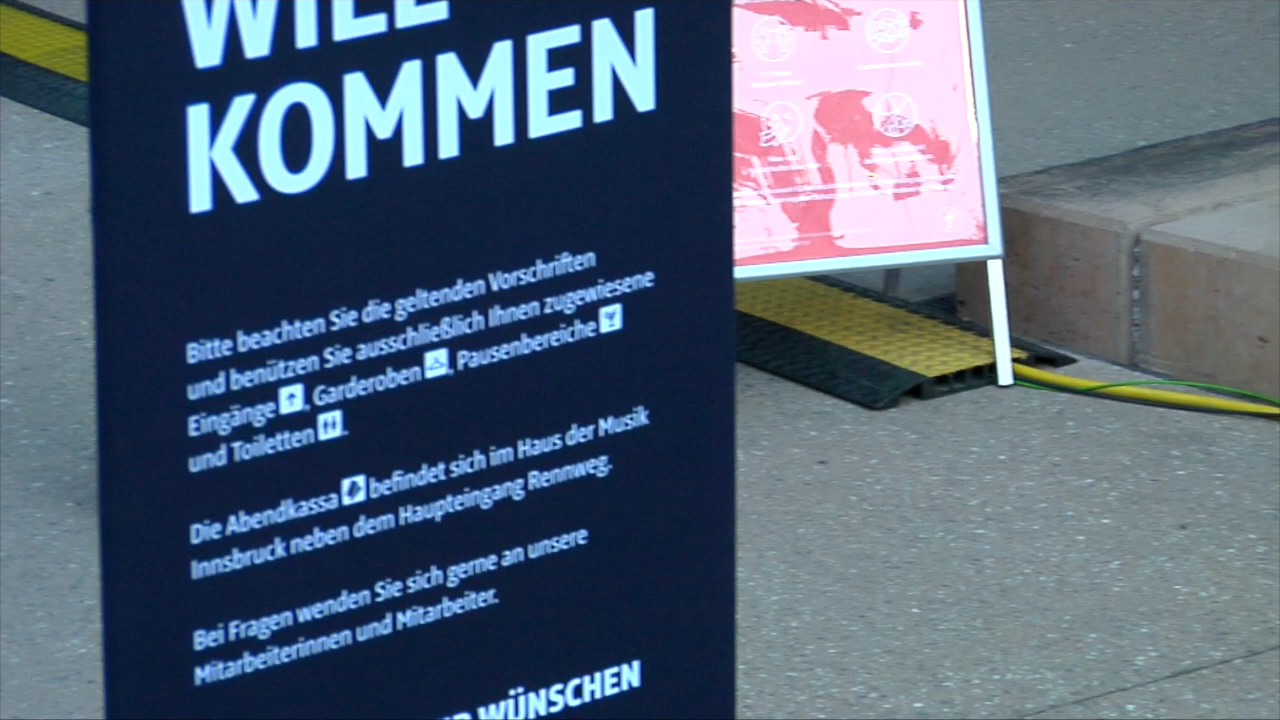 WILL
KOMMEN
Bitte beachten Sie die geltenden Vorschriften
und benützen Sie ausschließlich Ihnen zugewiesene
Eingänge, Garderoben, Pausenbereiche
und Toiletten.
Die Abendkassa befindet sich im Haus der Musik
Innsbruck neben dem Haupteingang Rennweg.
Bei Fragen wenden Sie sich gerne an unsere
Mitarbeiterinnen und Mitarbeiter.
WÜNSCHEN